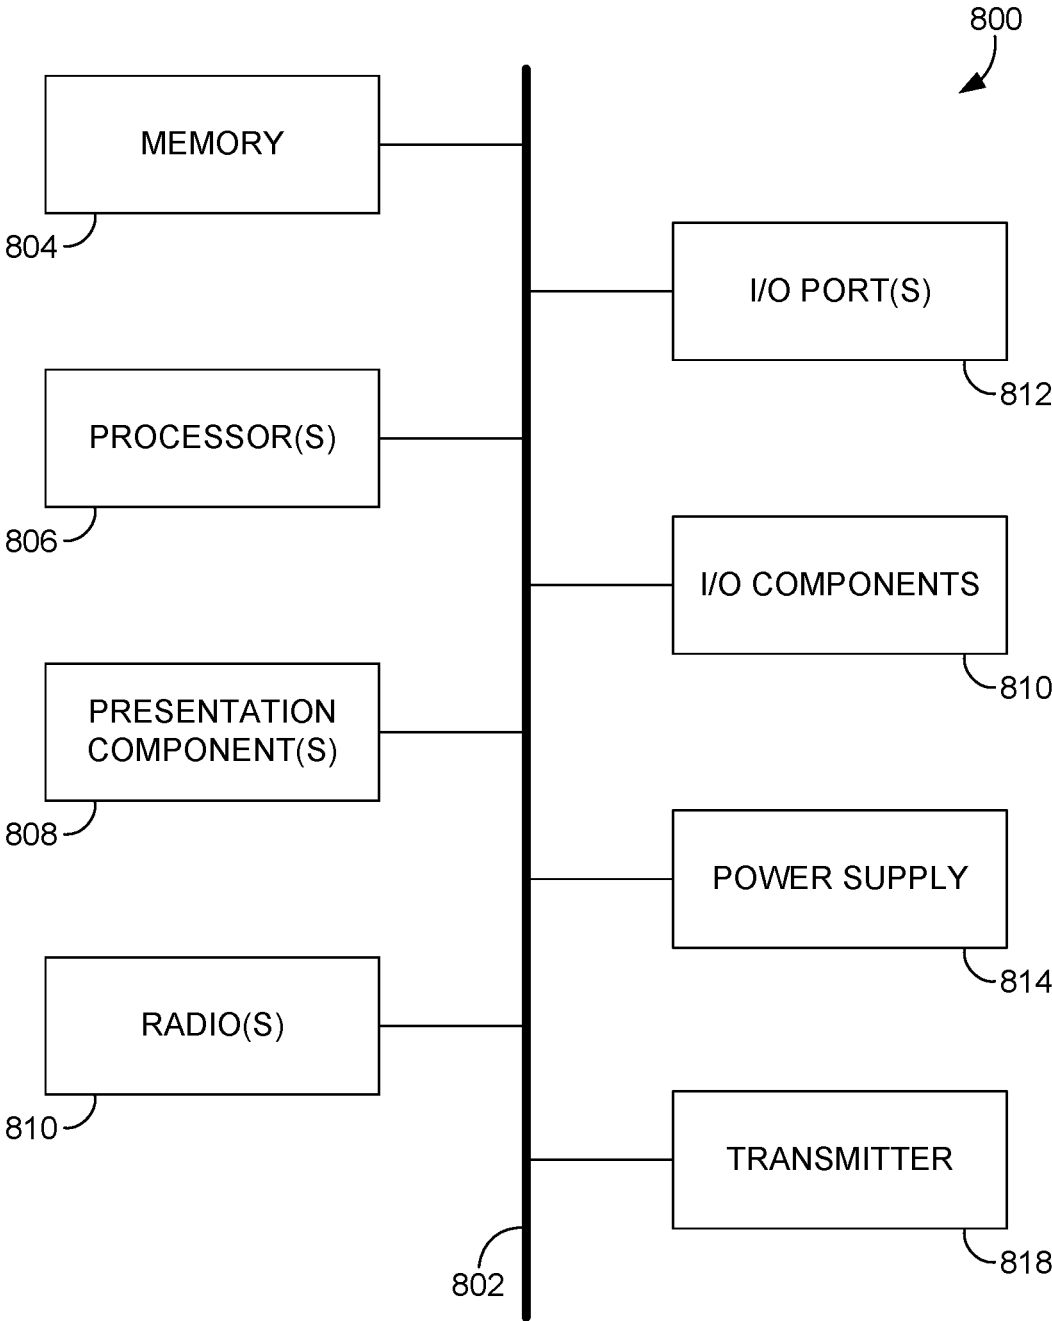 800
MEMORY
804
I/O PORT(S)
812
PROCESSOR(S)
806
I/O COMPONENTS
810
PRESENTATION
COMPONENT(S)
808
POWER SUPPLY
814
RADIO(S)
810
TRANSMITTER
818
802